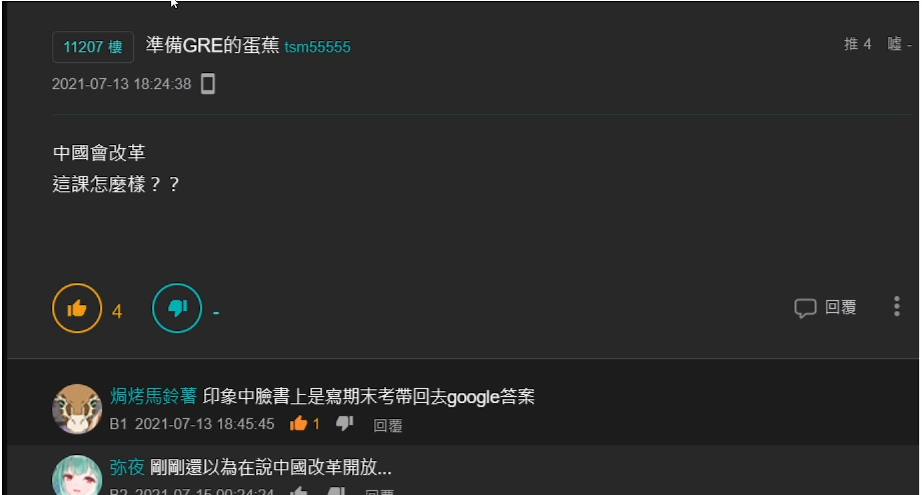 11207 樓 準備GRE的蛋蕉 tsm55555 推 4 噓 -
2021-07-13 18:24:38
中國會改革
這課怎麼樣？？
4 -
回覆
焗烤馬鈴薯 印象中臉書上是寫期末考帶回去google答案
B1 2021-07-13 18:45:45 1 回覆
弥夜 剛剛還以為在說中國改革開放...
B2 2021-07-15 00:24:24 回覆